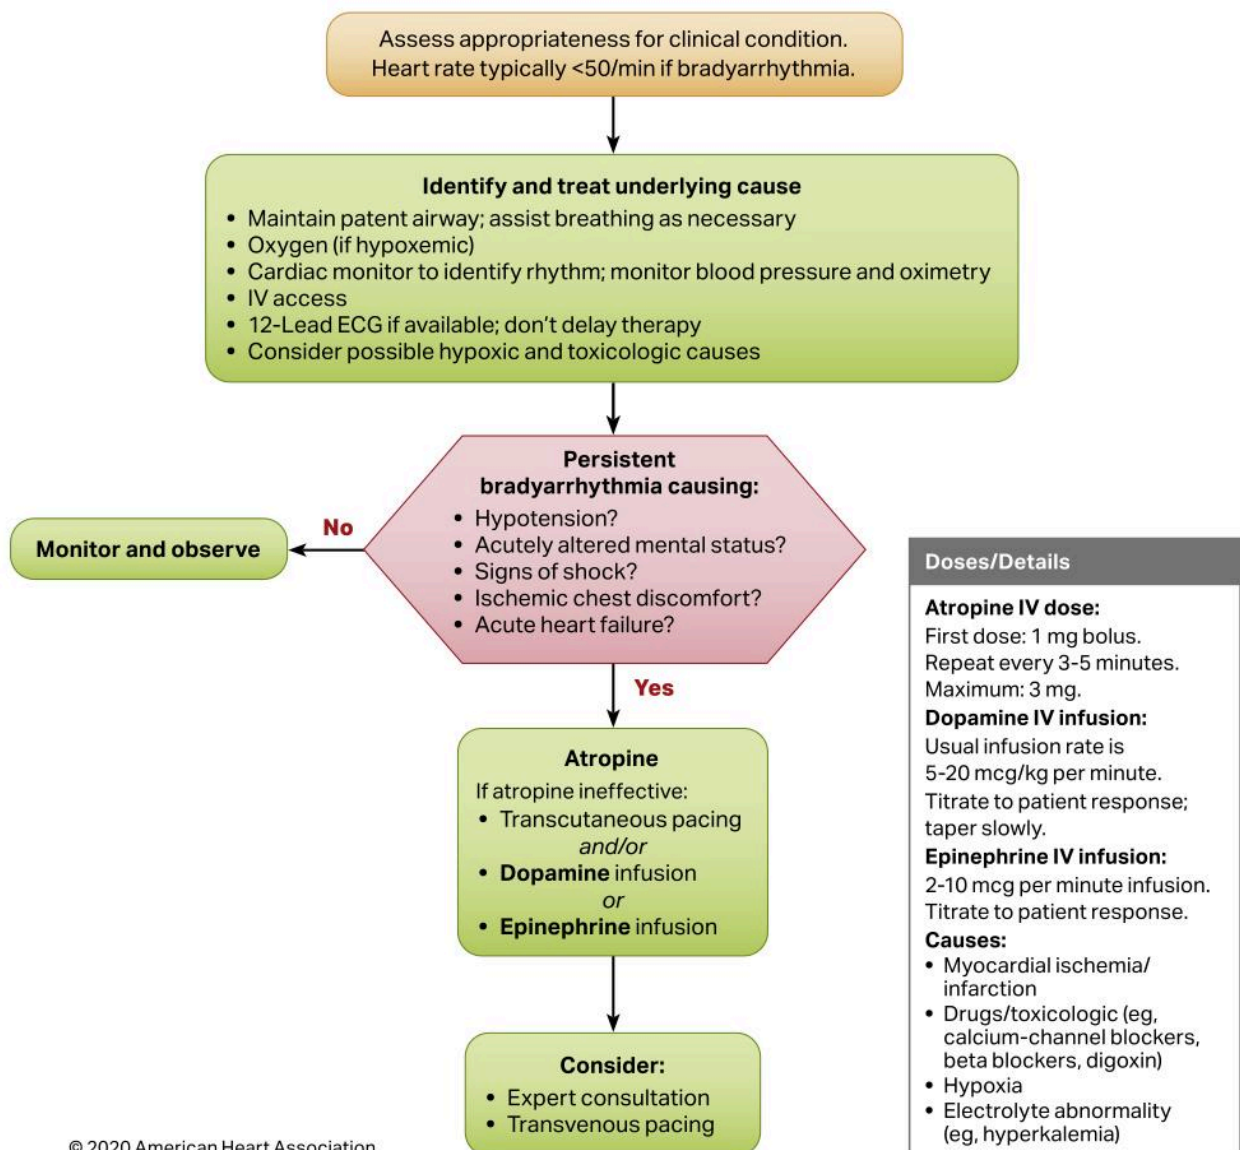 Assess appropriateness for clinical condition.
Heart rate typically <50/min if bradyarrhythmia.
Identify and treat underlying cause
• Maintain patent airway; assist breathing as necessary
• Oxygen (if hypoxemic)
• Cardiac monitor to identify rhythm; monitor blood pressure and oximetry
• IV access
• 12-Lead ECG if available; don't delay therapy
• Consider possible hypoxic and toxicologic causes
Persistent
bradyarrhythmia causing:
• Hypotension?
• Acutely altered mental status?
• Signs of shock?
• Ischemic chest discomfort?
• Acute heart failure?
No
Monitor and observe
Yes
Atropine
If atropine ineffective:
• Transcutaneous pacing
and/or
• Dopamine infusion
or
• Epinephrine infusion
Consider:
• Expert consultation
• Transvenous pacing
Doses/Details
Atropine IV dose:
First dose: 1 mg bolus.
Repeat every 3-5 minutes.
Maximum: 3 mg.
Dopamine IV infusion:
Usual infusion rate is
5-20 mcg/kg per minute.
Titrate to patient response;
taper slowly.
Epinephrine IV infusion:
2-10 mcg per minute infusion.
Titrate to patient response.
Causes:
• Myocardial ischemia/
infarction
• Drugs/toxicologic (eg,
calcium-channel blockers,
beta blockers, digoxin)
• Hypoxia
• Electrolyte abnormality
(eg, hyperkalemia)
© 2020 American Heart Association